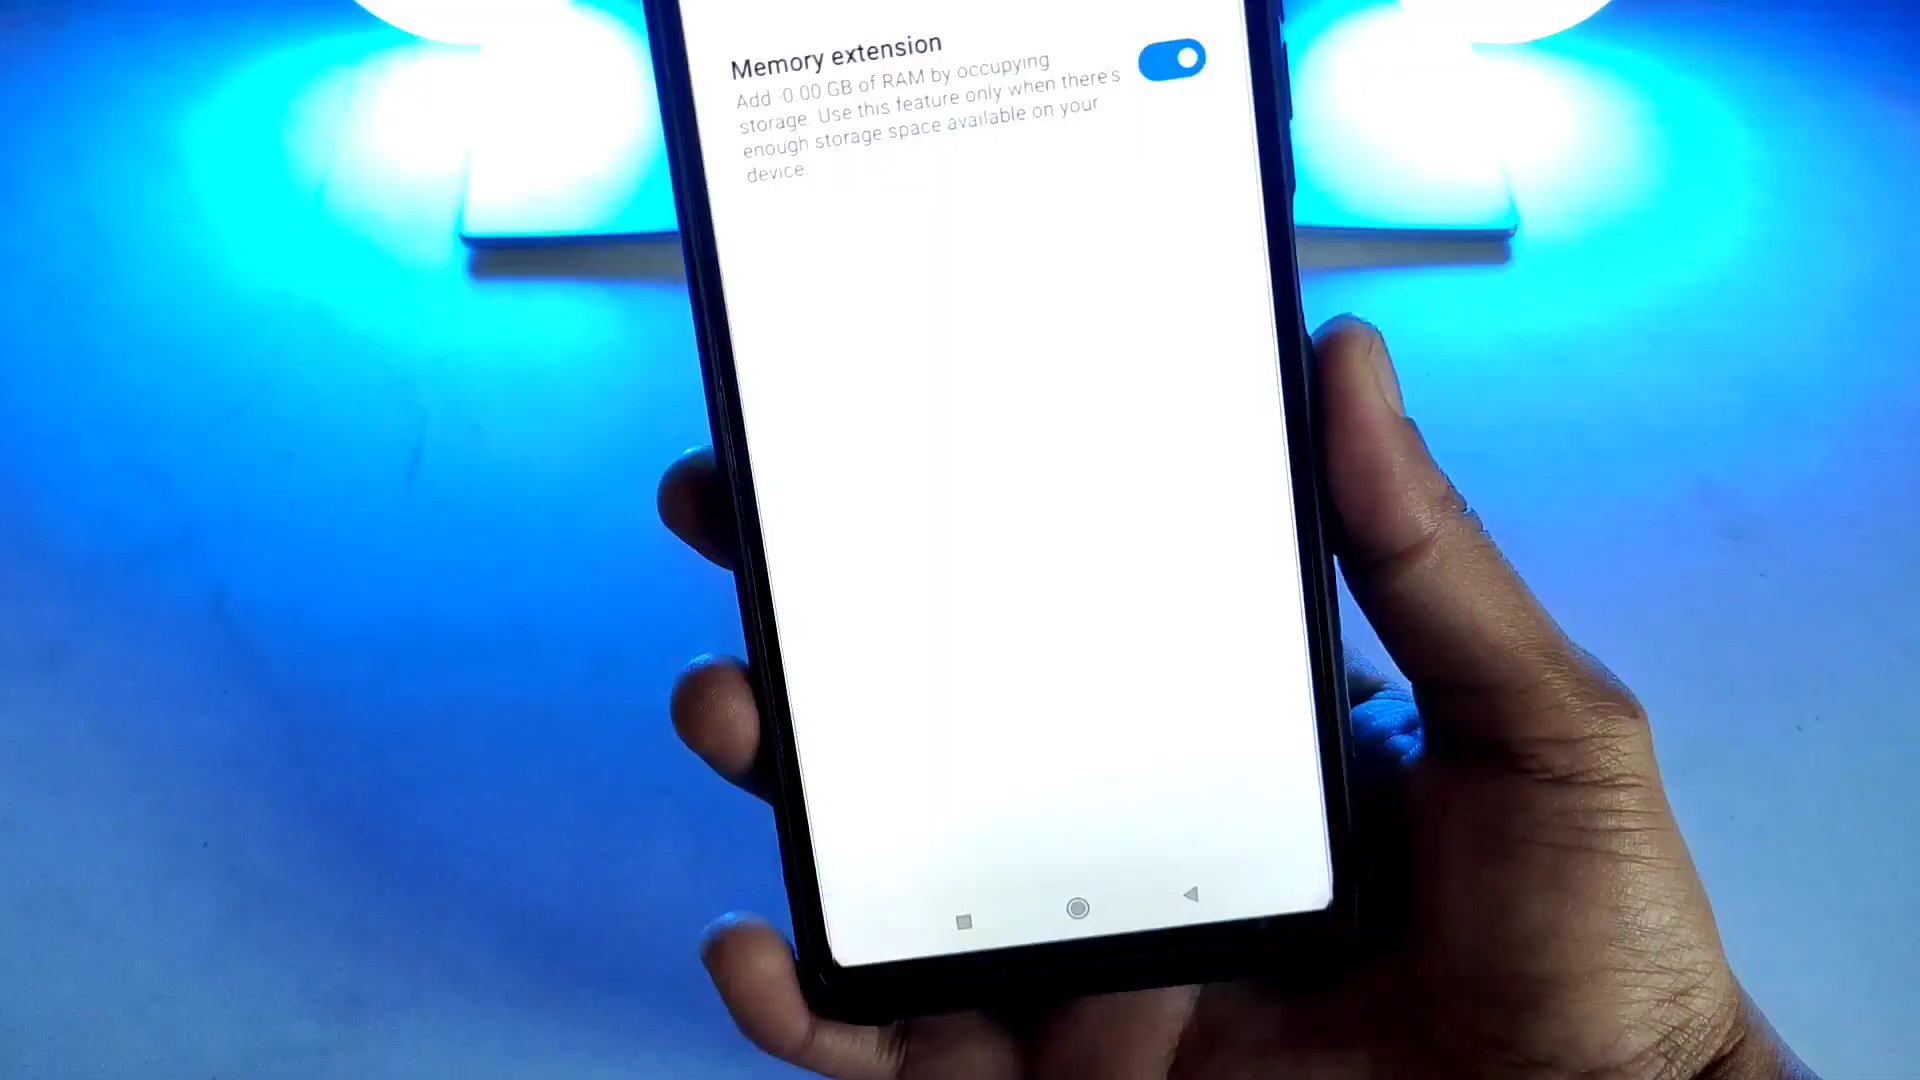 Memory extension
Add -0.00 GB of RAM by occupying
storage. Use this feature only when there's
enough storage space available on your
device.